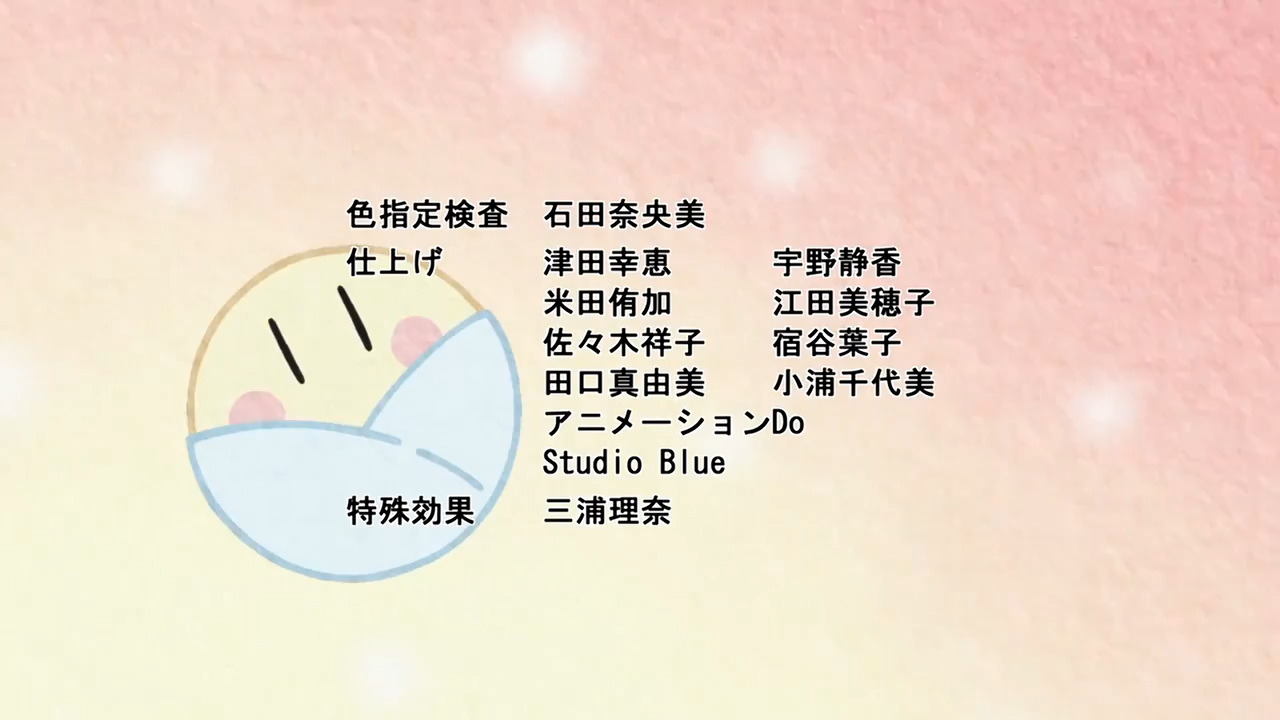 色指定検査 石田奈央美
仕上げ 津田幸恵 宇野静香
米田侑加 江田美穂子
佐々木祥子 宿谷葉子
田口真由美 小浦千代美
アニメーションDo
Studio Blue
特殊効果 三浦理奈